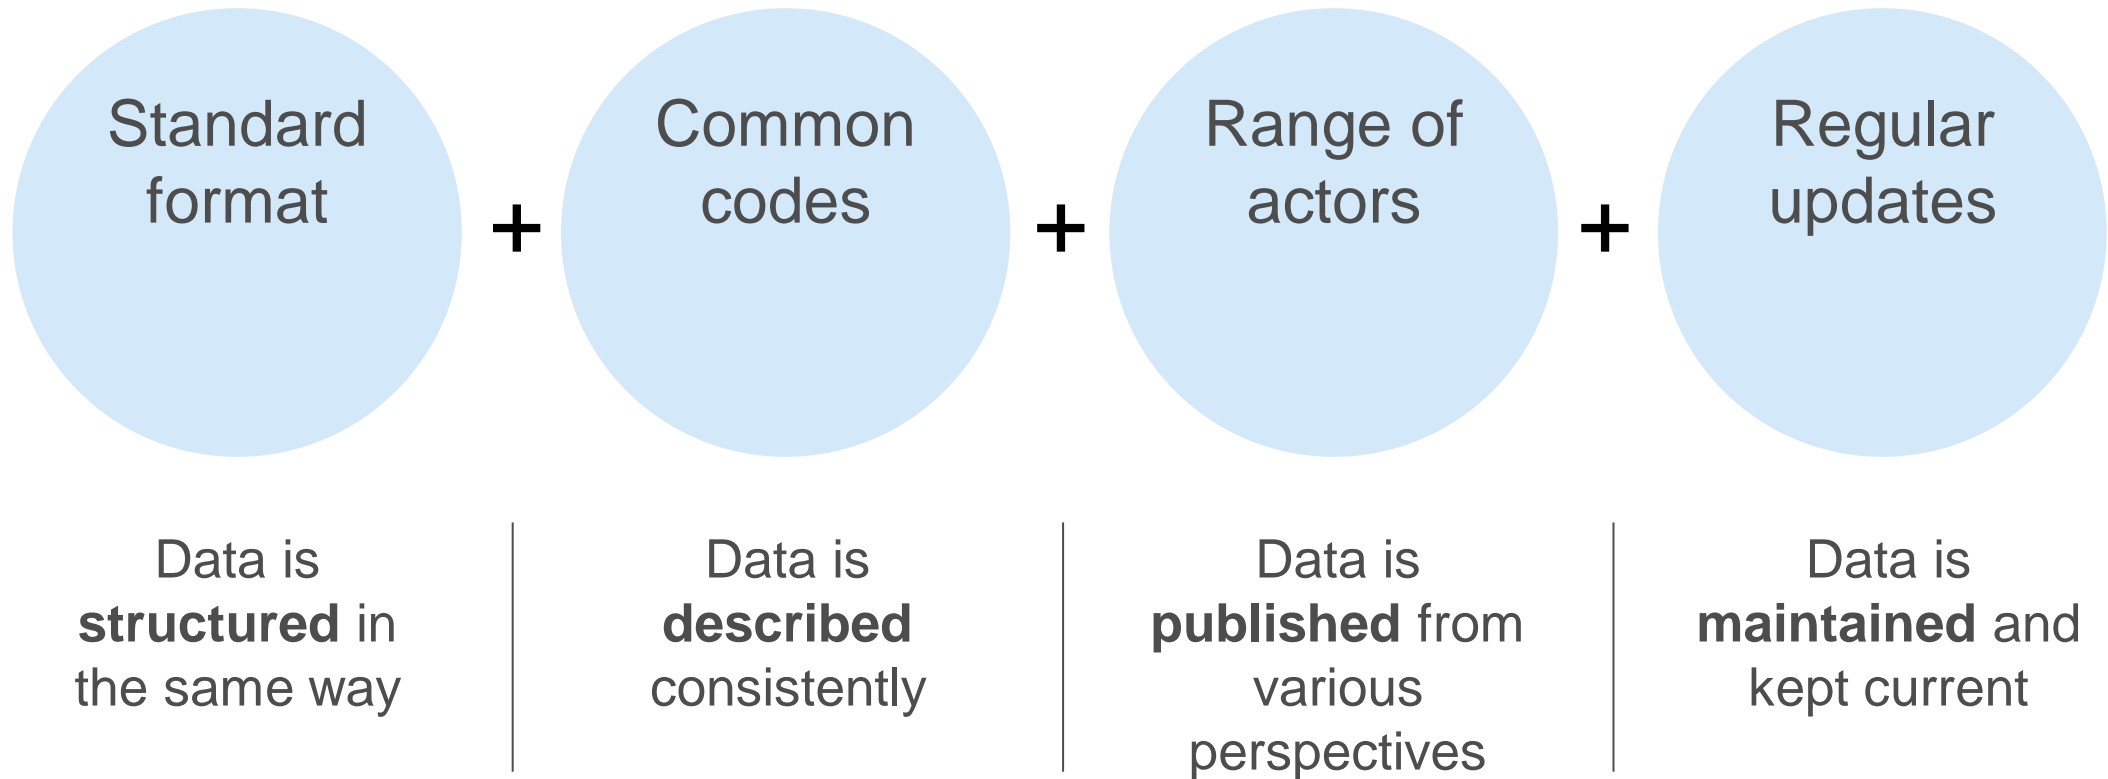 Standard
format
+
Common
codes
+
Range of
actors
+
Regular
updates
Data is
structured in
the same way
Data is
described
consistently
Data is
published from
various
perspectives
Data is
maintained and
kept current